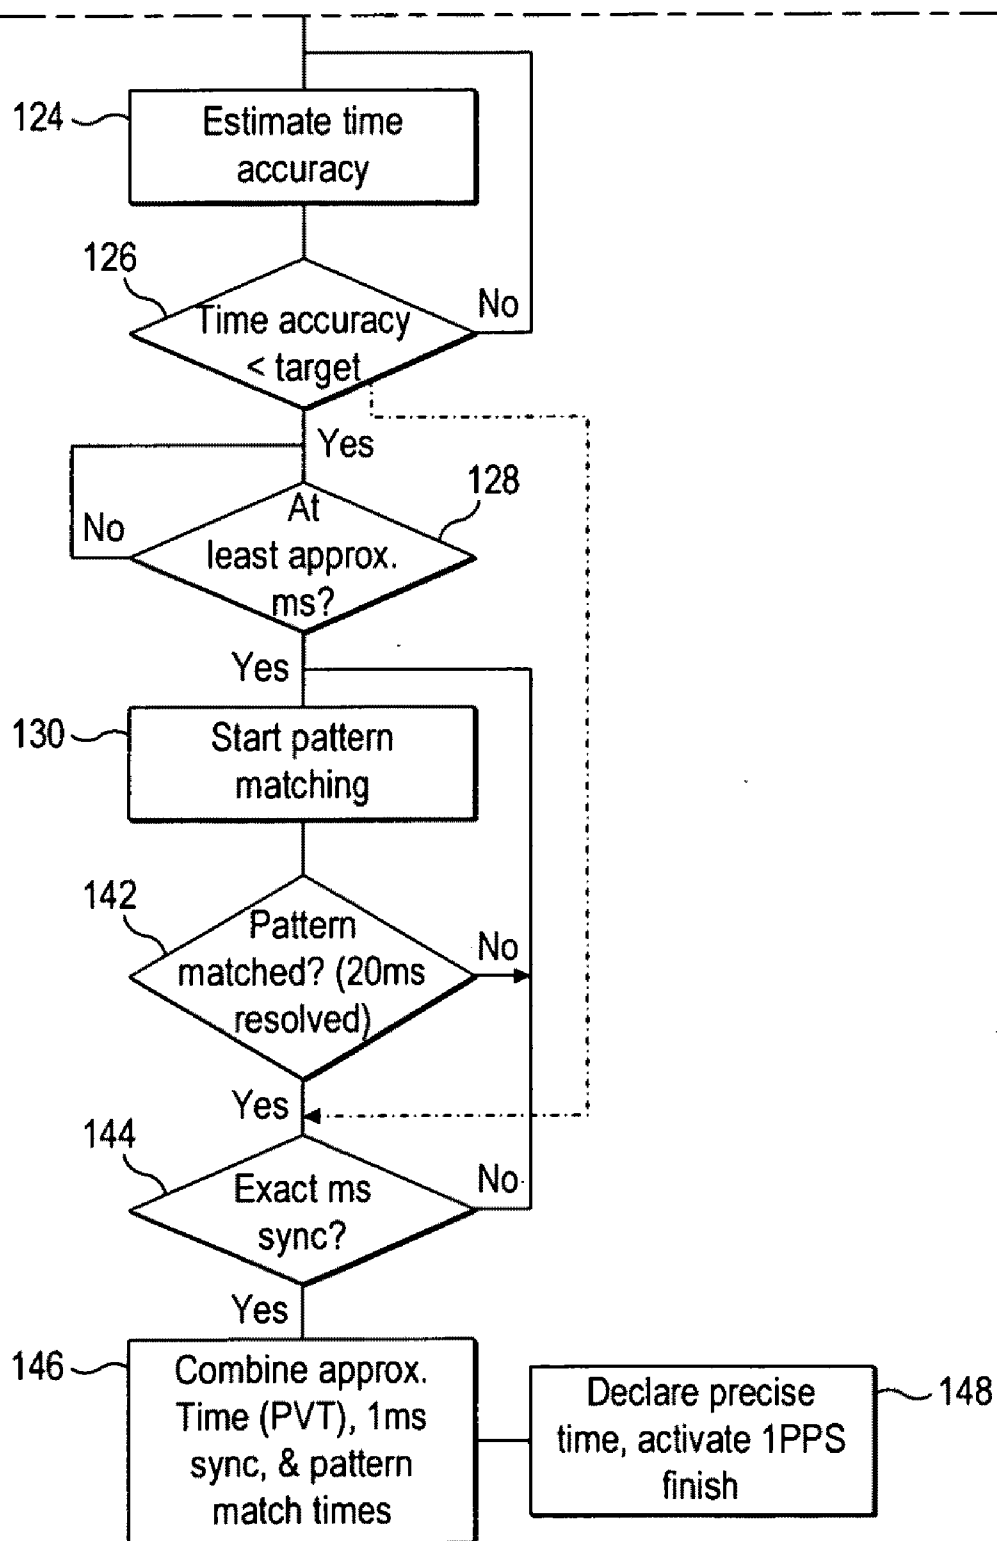 124
Estimate time
accuracy
126
Time accuracy
< target
No
Yes
128
At
least approx.
ms?
No
Yes
130
Start pattern
matching
142
Pattern
matched? (20ms
resolved)
No
Yes
144
Exact ms
sync?
No
Yes
146
Combine approx.
Time (PVT), 1ms
sync, & pattern
match times
Declare precise
time, activate 1PPS
finish
148